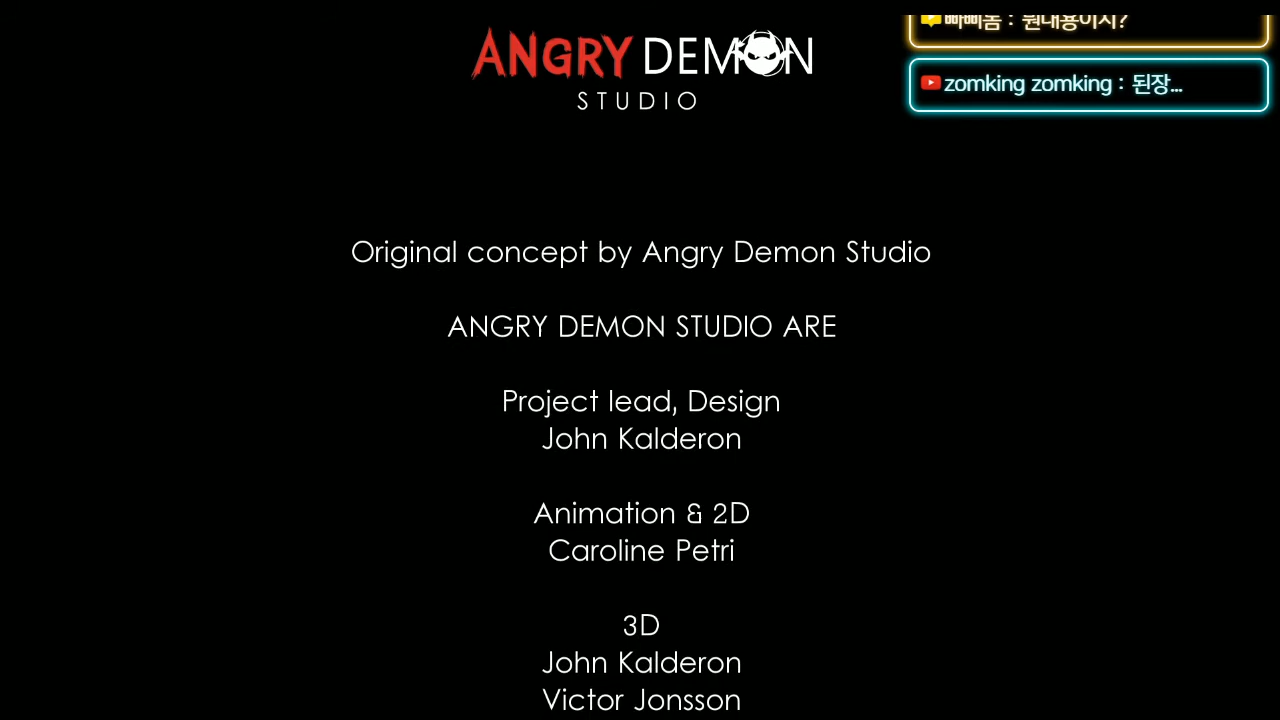 ANGRY DEMON
STUDIO
zomking zomking : 된장...
Original concept by Angry Demon Studio
ANGRY DEMON STUDIO ARE
Project lead, Design
John Kalderon
Animation & 2D
Caroline Petri
3D
John Kalderon
Victor Jonsson